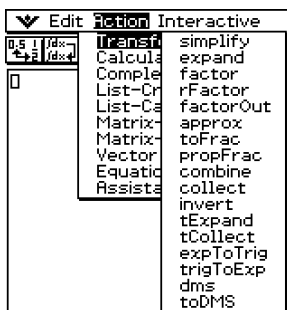 Edit Action Interactive
Transf
Calcula
Comple
List-Cr
List-Ca
Matrix-
Matrix-
Vector
Equatio
Assista
simplify
expand
factor
rFactor
factorOut
approx
toFrac
propFrac
combine
collect
invert
tExpand
tCollect
expToTrig
trigToExp
dms
toDMS